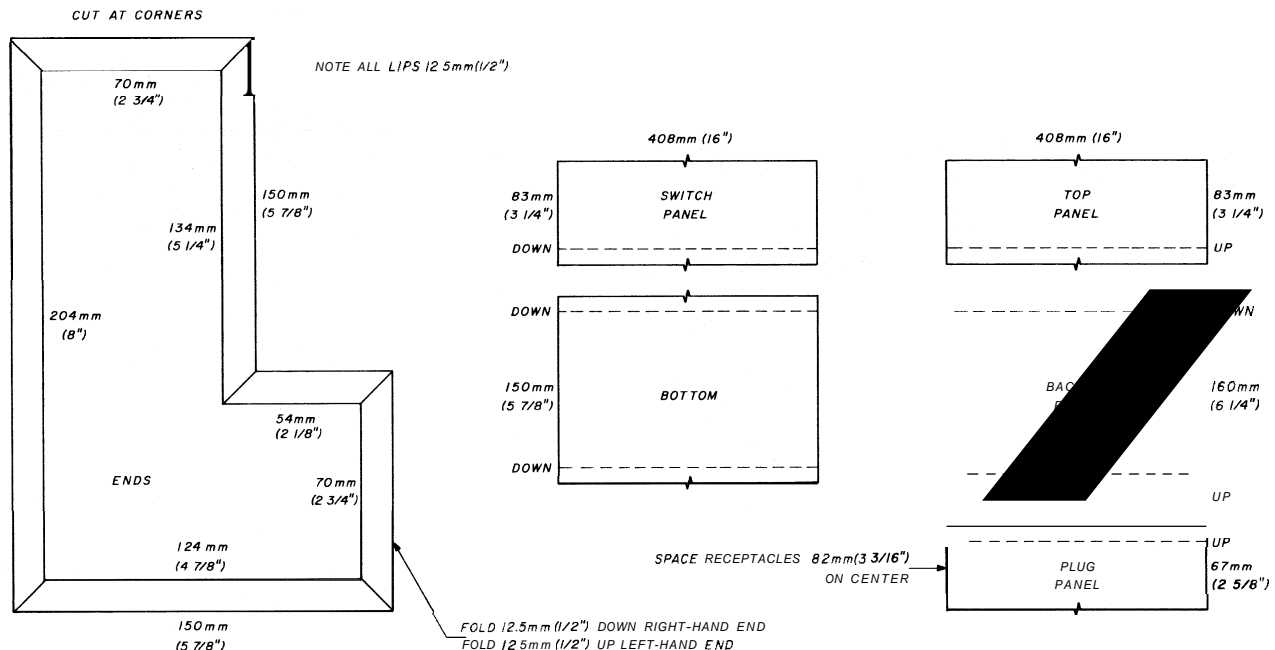 CUT AT CORNERS
NOTE ALL LIPS 12 5mm(1/2")
70mm
(2 3/4")
150mm
(5 7/8")
134mm
(5 1/4")
204mm
(8")
54mm
(2 1/8")
ENDS
70mm
(2 3/4")
124 mm
(4 7/8")
150mm
(5 7/8")
FOLD 12.5mm (1/2") DOWN RIGHT-HAND END
FOLD 125mm (1/2") UP LEFT-HAND END
408mm (16")
83mm
(3 1/4")
SWITCH
PANEL
DOWN
DOWN
150mm
(5 7/8")
BOTTOM
DOWN
408mm (16")
TOP
PANEL
83mm
(3 1/4")
UP
160mm
(6 1/4")
UP
UP
SPACE RECEPTACLES 82mm(3 3/16")
ON CENTER
PLUG
PANEL
67mm
(2 5/8")